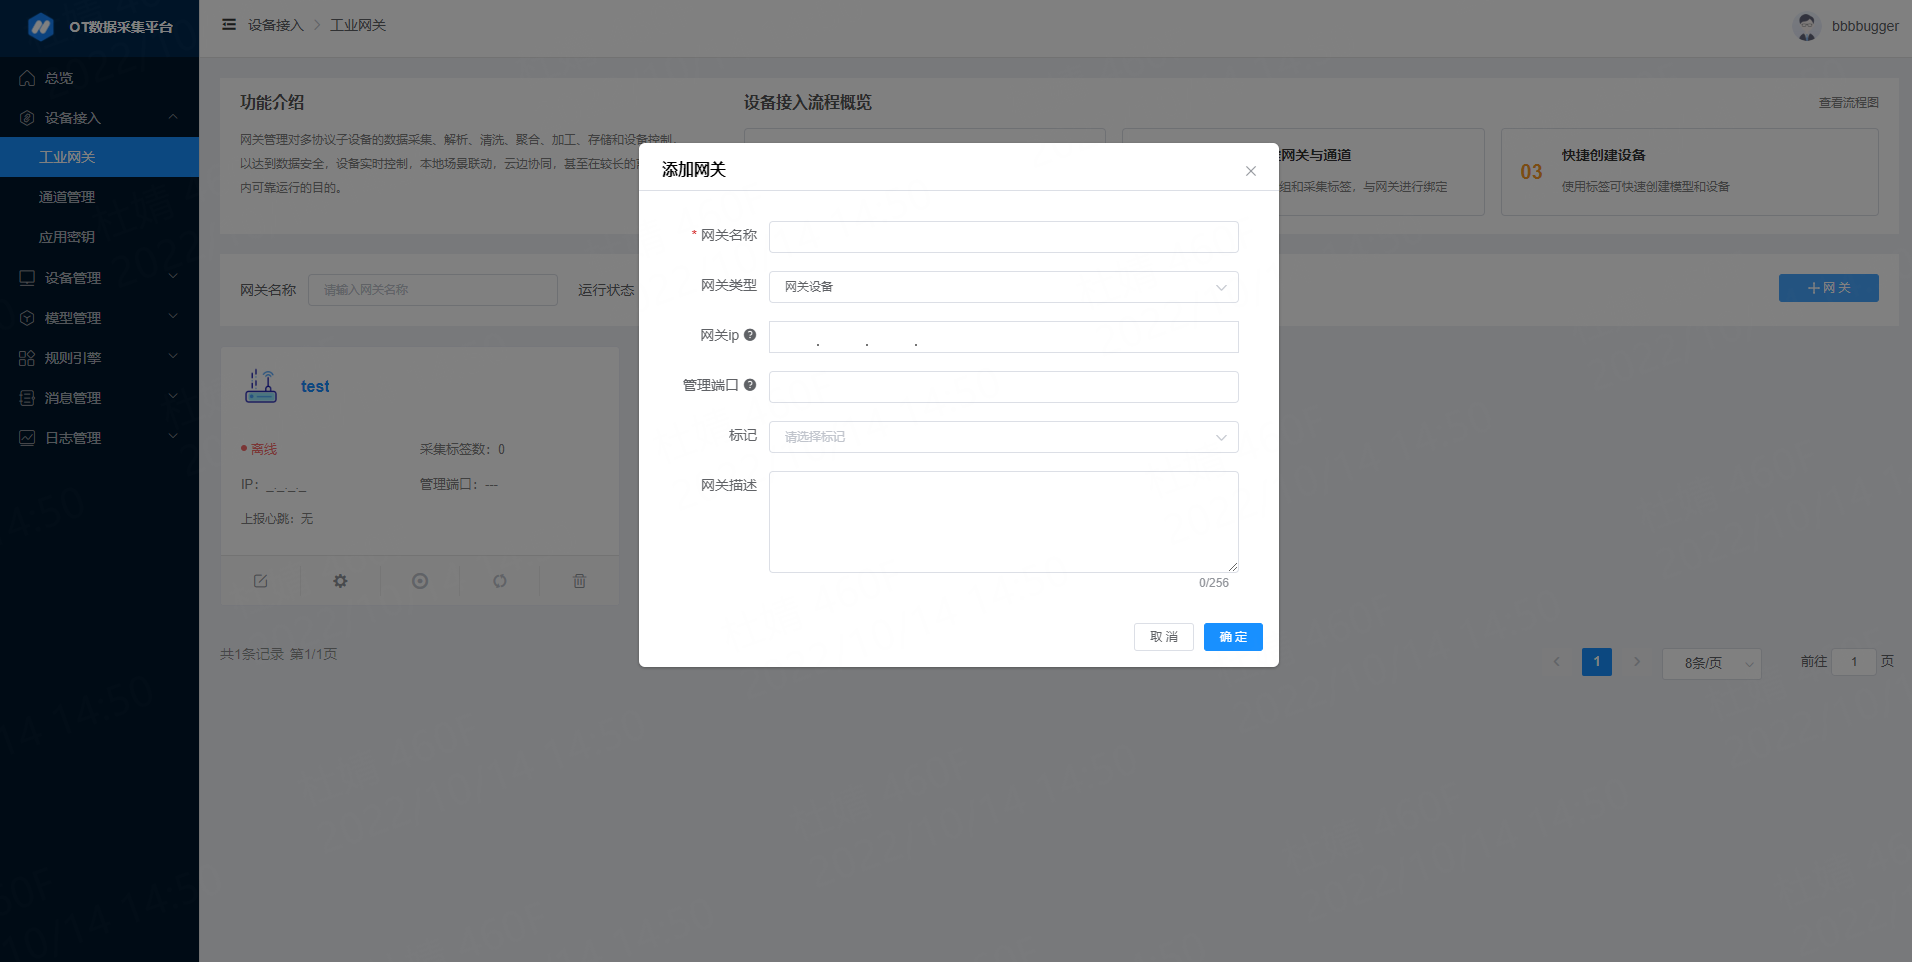 OT数据采集平台
设备接入 > 工业网关
bbbbugger
总览
设备接入
工业网关
通道管理
应用密钥
设备管理
模型管理
规则引擎
消息管理
日志管理
功能介绍
网关管理对多协议子设备的数据采集、解析、清洗、聚合、加工、存储和设备控制,
以达到数据安全，设备实时控制，本地场景联动，云边协同，甚至在较长的
内可靠运行的目的。
设备接入流程概览
查看流程图
网关与通道
组和采集标签，与网关进行绑定
03
快捷创建设备
使用标签可快速创建模型和设备
网关名称 请输入网关名称 运行状态
网关
test
离线 采集标签数：0
IP：_._._._ 管理端口：---
上报心跳：无
共1条记录 第1/1页
1
8条/页
前往 1 页
添加网关
* 网关名称
网关类型 网关设备
网关ip . . .
管理端口
标记 请选择标记
网关描述
0/256
取消 确定